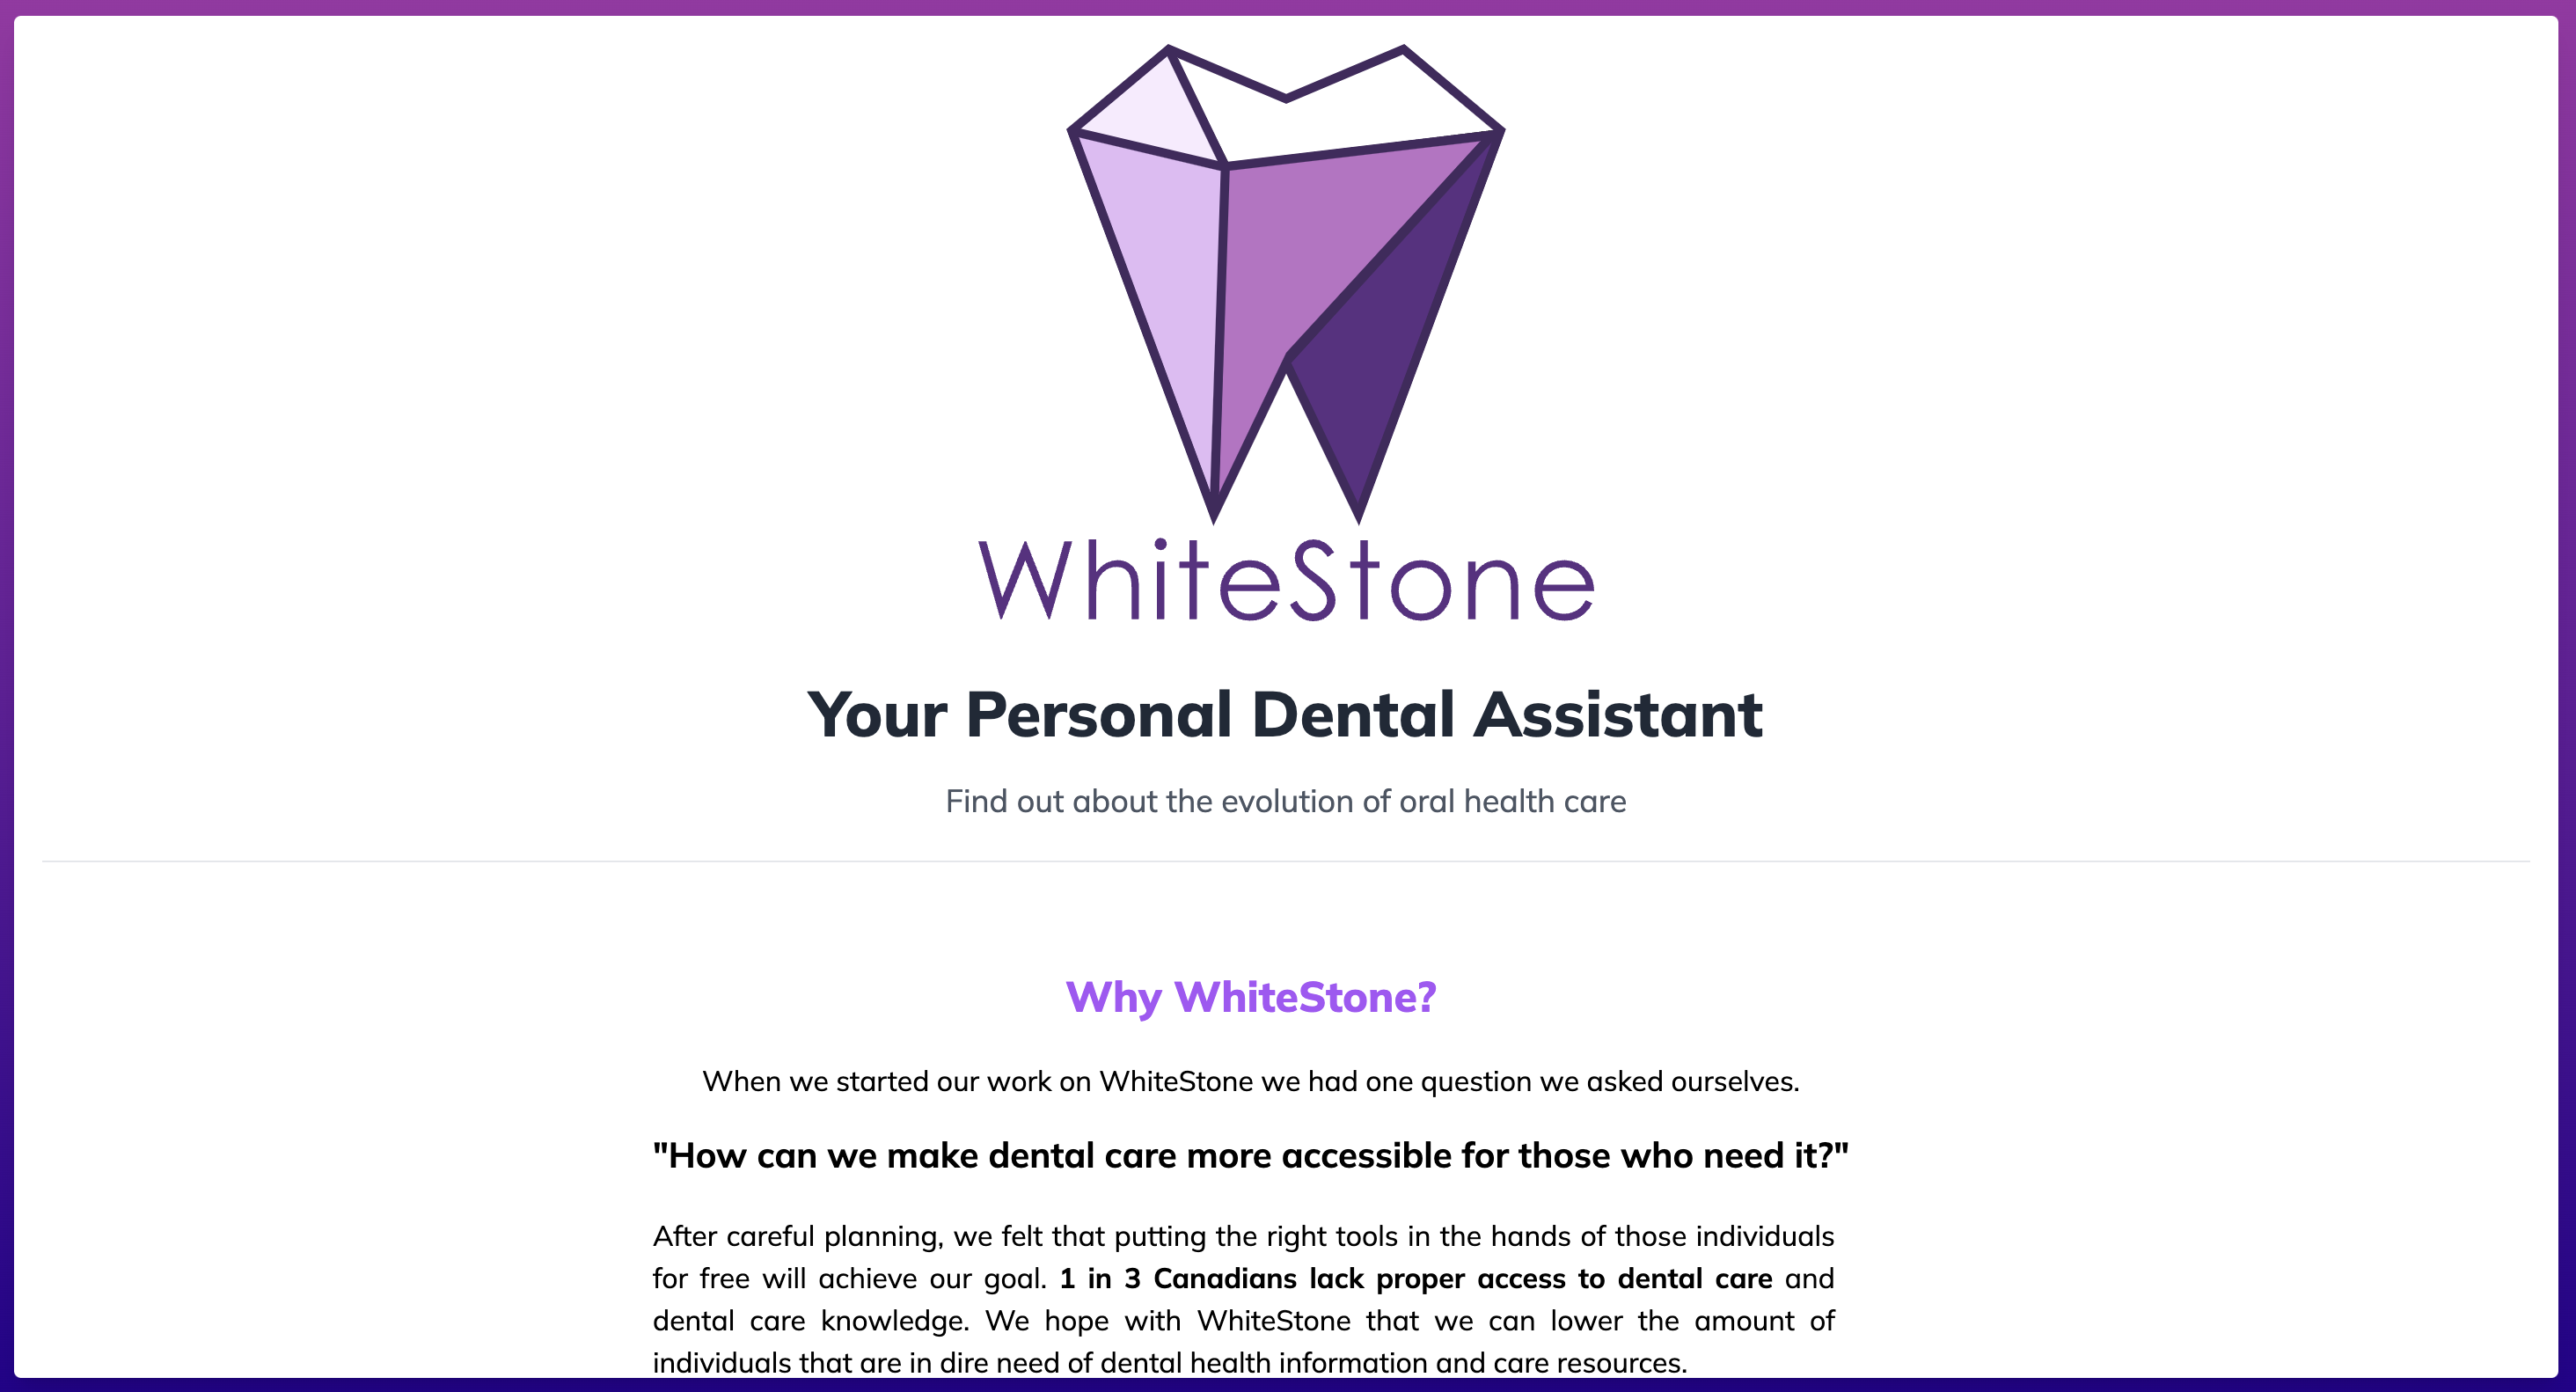 WhiteStone
Your Personal Dental Assistant
Find out about the evolution of oral health care
Why WhiteStone?
When we started our work on WhiteStone we had one question we asked ourselves.
"How can we make dental care more accessible for those who need it?"
After careful planning, we felt that putting the right tools in the hands of those individuals
for free will achieve our goal. 1 in 3 Canadians lack proper access to dental care and
dental care knowledge. We hope with WhiteStone that we can lower the amount of
individuals that are in dire need of dental health information and care resources.